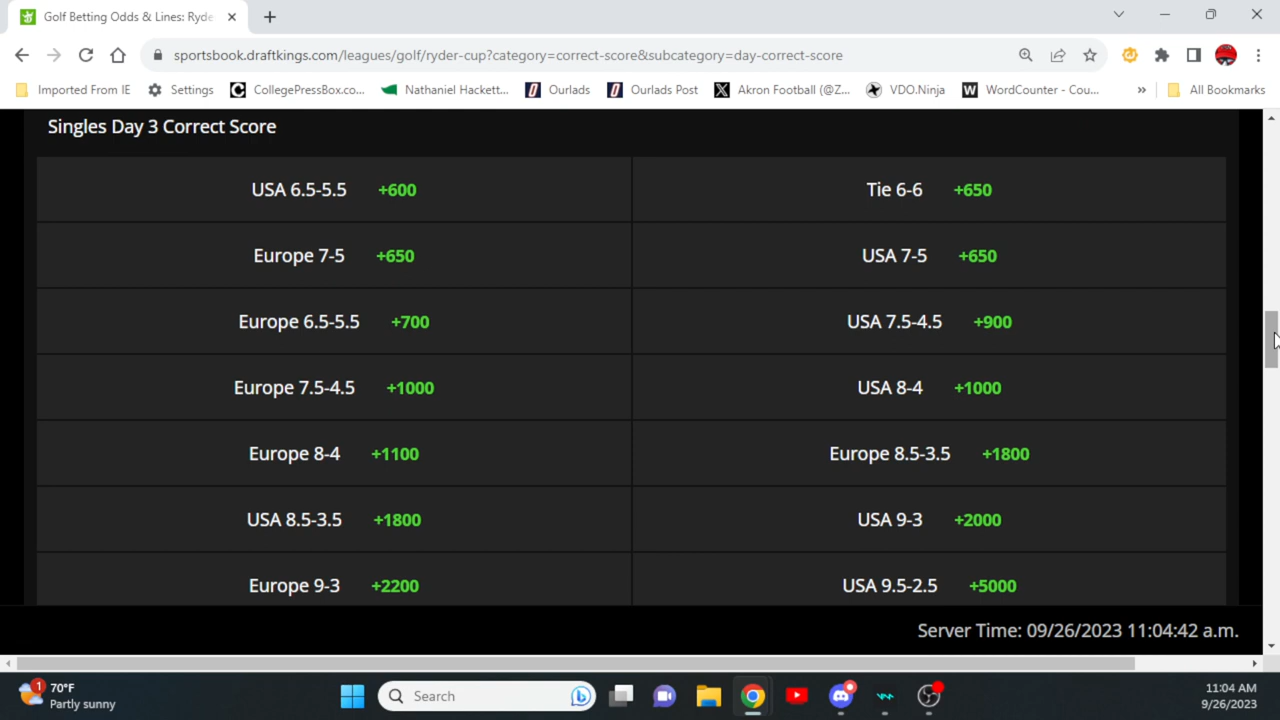 Golf Betting Odds & Lines: Ryde
sportsbook.draftkings.com/leagues/golf/ryder-cup?category=correct-score&subcategory=day-correct-score
Imported From IE Settings CollegePressBox.co... Nathaniel Hackett... Ourlads Ourlads Post Akron Football (@Z... VDO.Ninja WordCounter - Cou... » All Bookmarks
Singles Day 3 Correct Score
USA 6.5-5.5 +600 Tie 6-6 +650
Europe 7-5 +650 USA 7-5 +650
Europe 6.5-5.5 +700 USA 7.5-4.5 +900
Europe 7.5-4.5 +1000 USA 8-4 +1000
Europe 8-4 +1100 Europe 8.5-3.5 +1800
USA 8.5-3.5 +1800 USA 9-3 +2000
Europe 9-3 +2200 USA 9.5-2.5 +5000
Server Time: 09/26/2023 11:04:42 a.m.
1 70°F
Partly sunny
Search
11:04 AM
9/26/2023